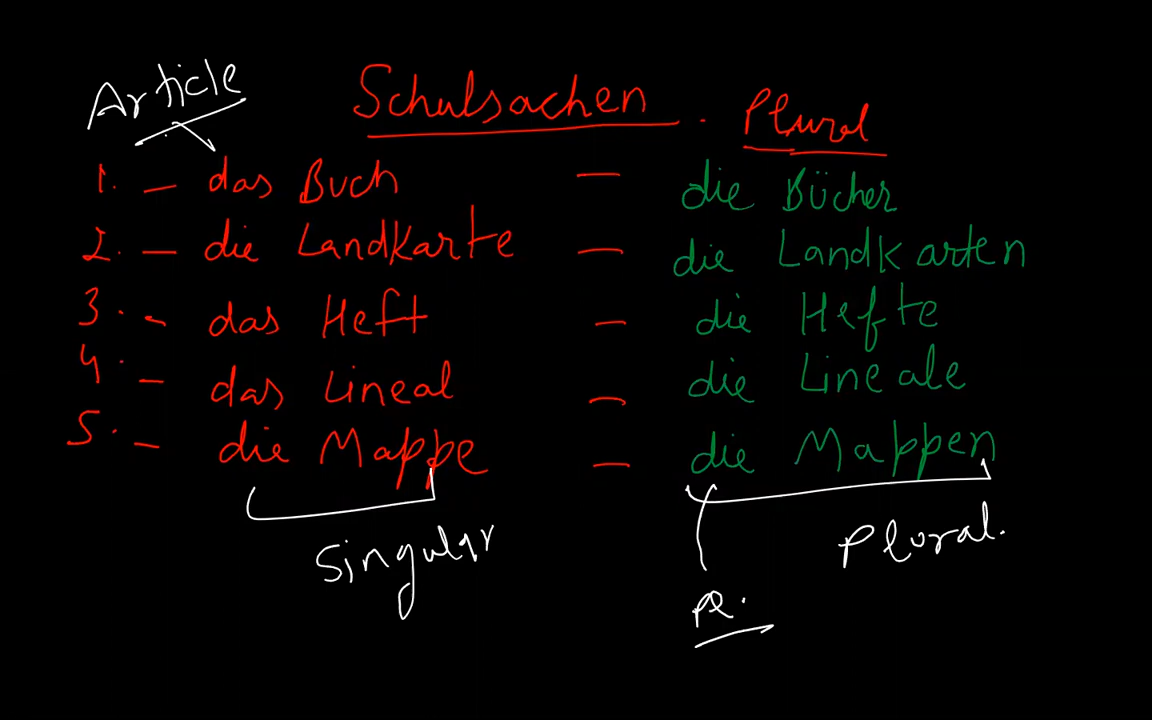 Article Schulsachen. Plural
1. - das Buch - die Bücher
2. - die Landkarte - die Landkarten
3. - das Heft - die Hefte
4. - das Lineal - die Lineale
5. - die Mappe - die Mappen
Singular Plural.
Pl.